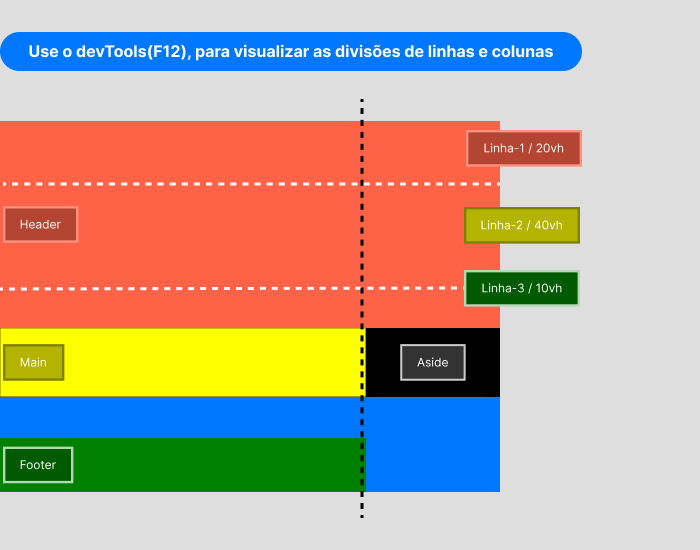 Use o devTools(F12), para visualizar as divisões de linhas e colunas
Linha-1 / 20vh
Header
Linha-2 / 40vh
Linha-3 / 10vh
Main
Aside
Footer